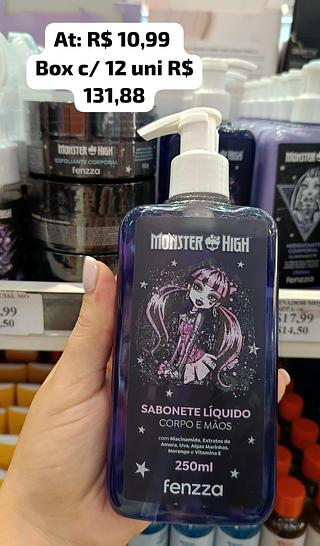 At: R$ 10,99
Box c/ 12 uni R$
131,88
MONSTER HIGH
ESFOLIANTE CORPORAL
fenzza
MONSTER HIGH
SABONETE LÍQUIDO
CORPO E MÃOS
com Niacinamida, Extratos de
Amora, Uva, Algas Marinhas,
Morango e Vitamina E
250ml
fenzza
MONSTER HIGH
fenzza
,99
,50
$17.99
$14,50